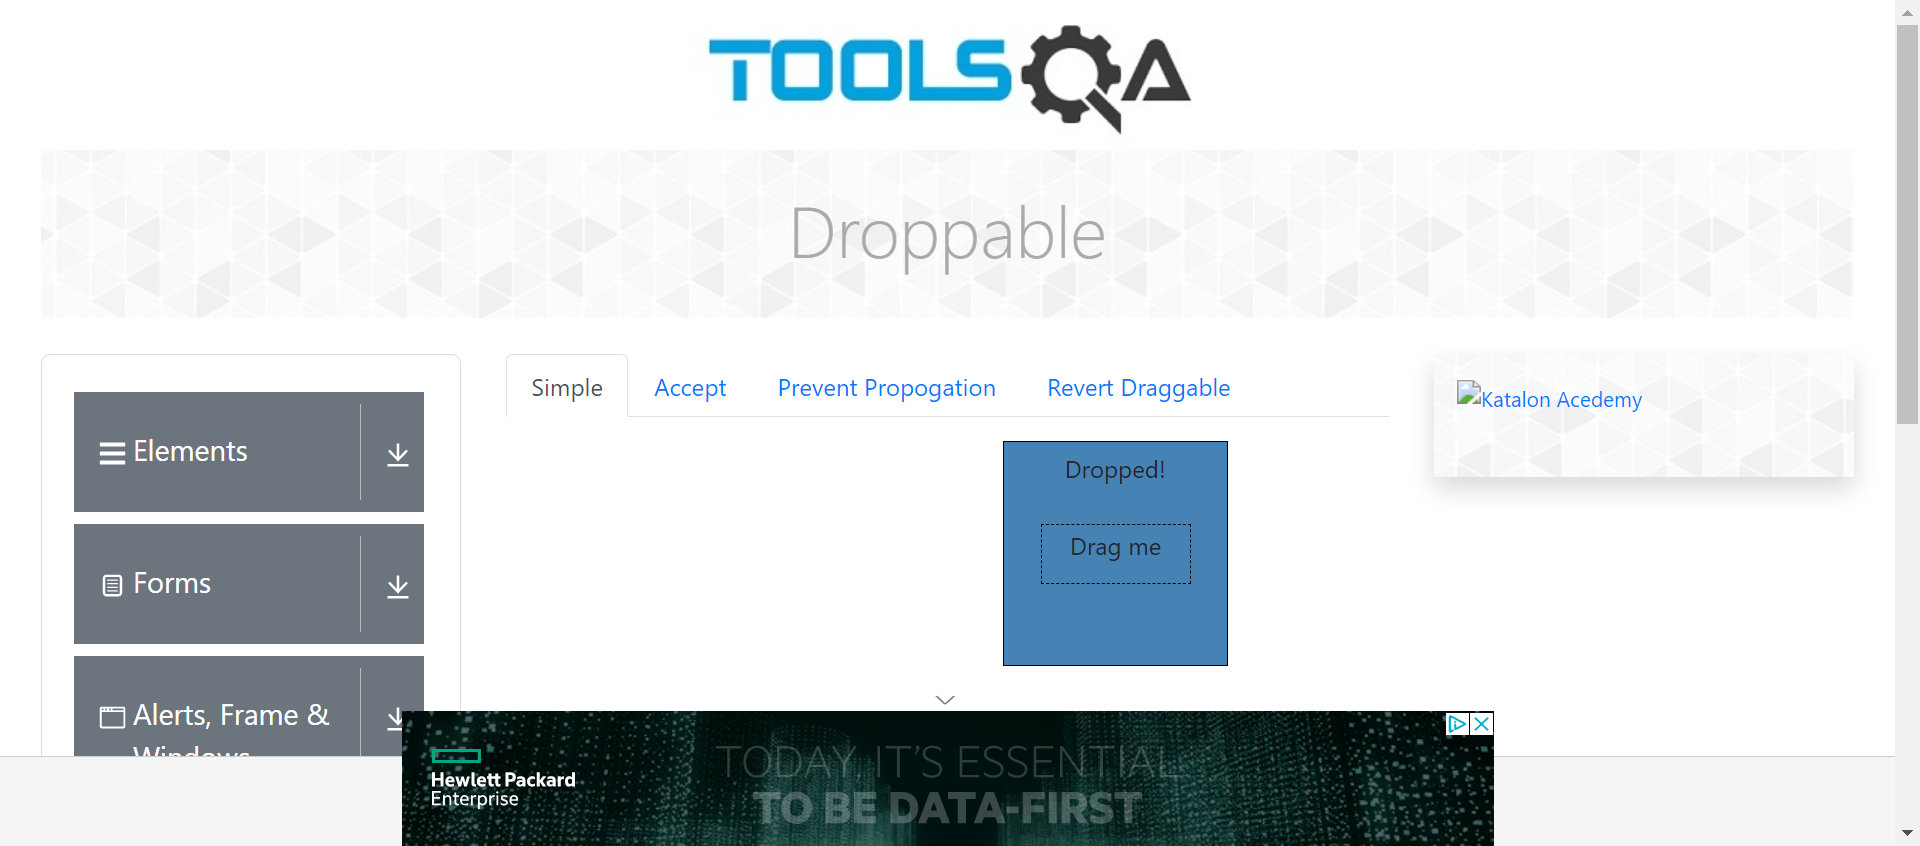 TOOLSQA
Droppable
Simple
Accept
Prevent Propogation
Revert Draggable
Katalon Acedemy
Elements
Forms
Alerts, Frame &
Windows
Dropped!
Drag me
Hewlett Packard
Enterprise
TODAY, IT'S ESSENTIAL
TO BE DATA-FIRST